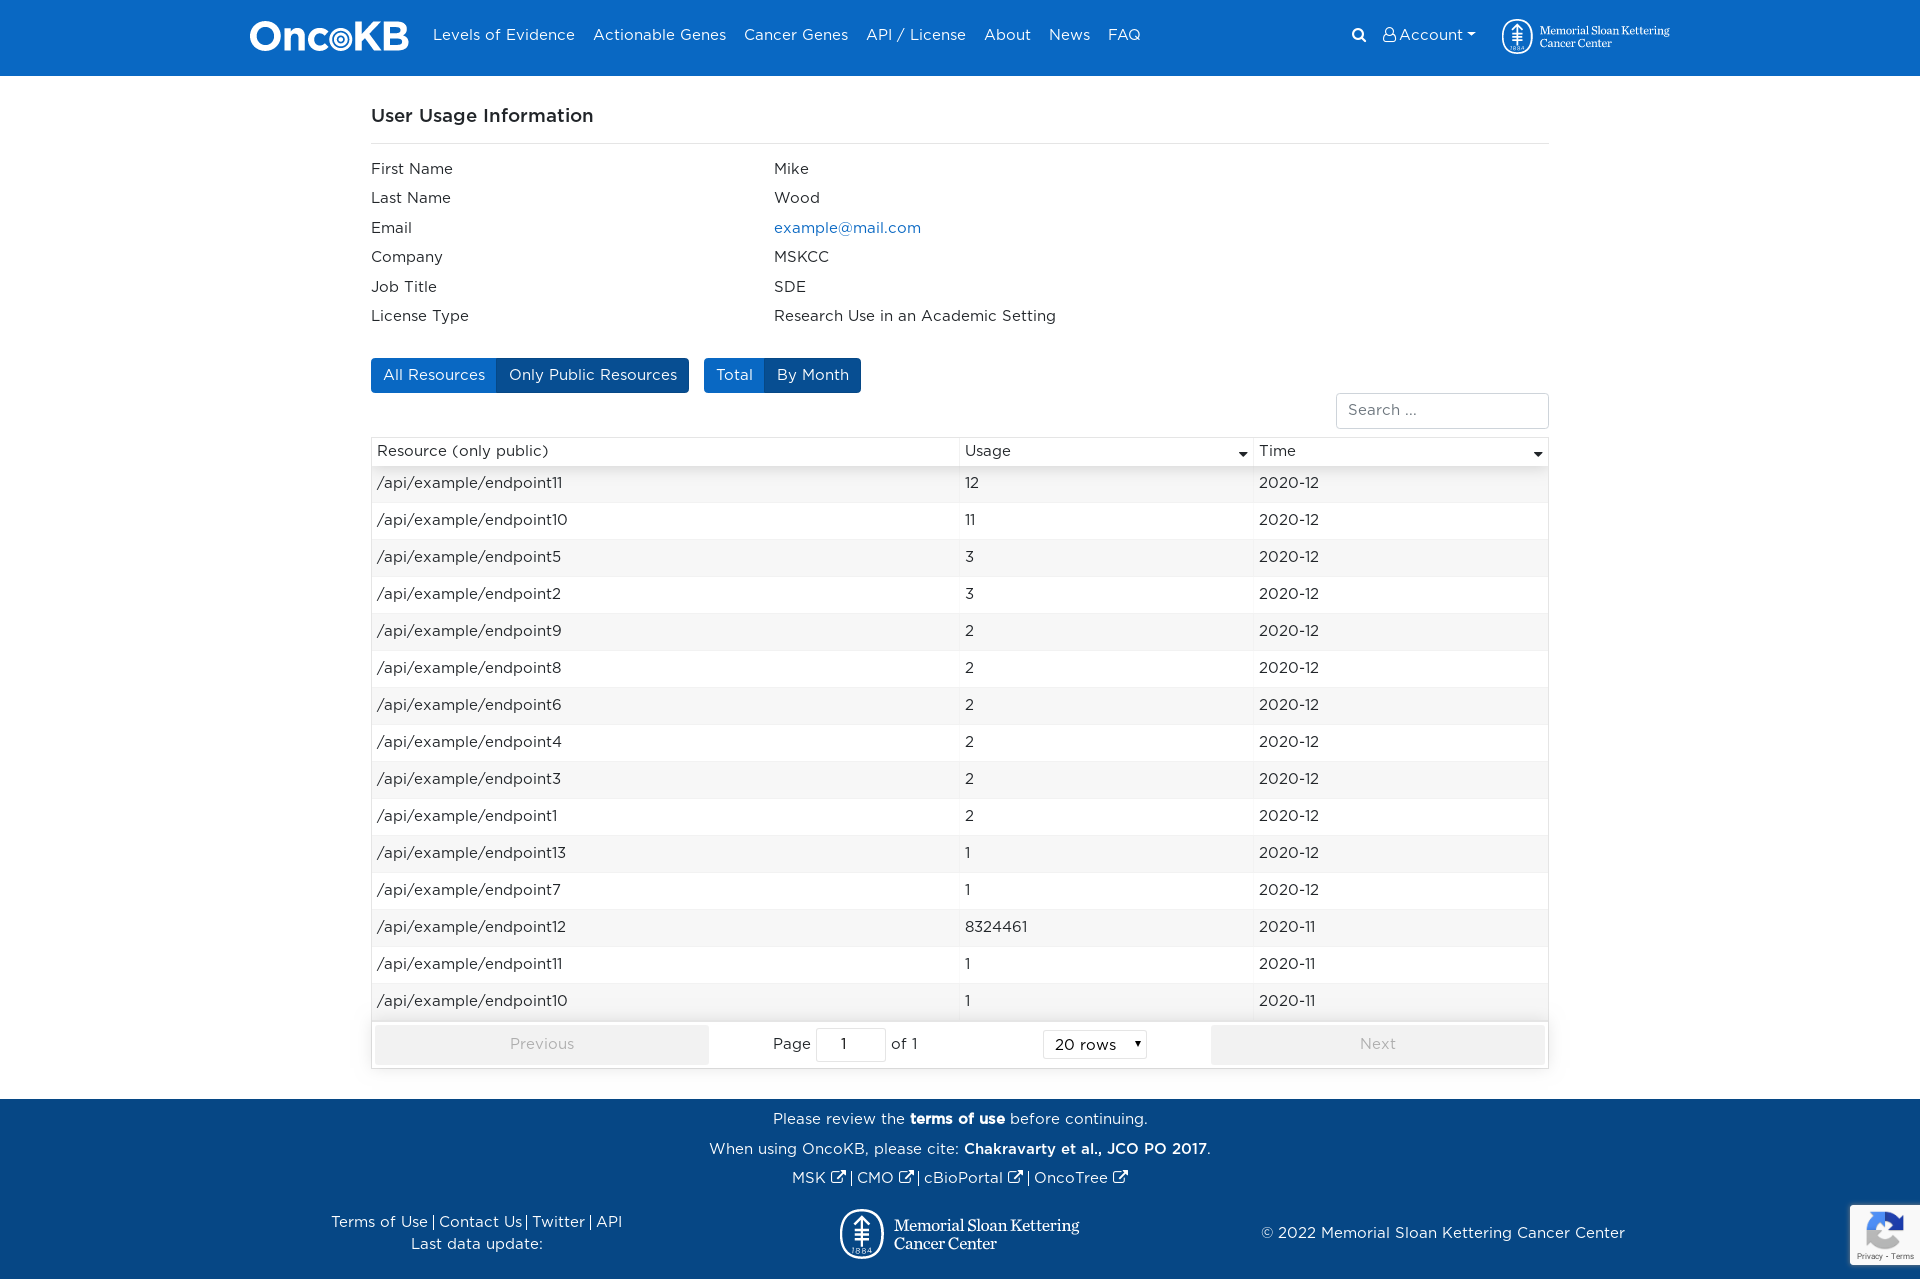 OncoKB Levels of Evidence Actionable Genes Cancer Genes API / License About News FAQ Account 1884 Memorial Sloan Kettering
Cancer Center
User Usage Information
First Name Mike
Last Name Wood
Email example@mail.com
Company MSKCC
Job Title SDE
License Type Research Use in an Academic Setting
All Resources Only Public Resources Total By Month
Search ...
Resource (only public) Usage Time
/api/example/endpoint11 12 2020-12
/api/example/endpoint10 11 2020-12
/api/example/endpoint5 3 2020-12
/api/example/endpoint2 3 2020-12
/api/example/endpoint9 2 2020-12
/api/example/endpoint8 2 2020-12
/api/example/endpoint6 2 2020-12
/api/example/endpoint4 2 2020-12
/api/example/endpoint3 2 2020-12
/api/example/endpoint1 2 2020-12
/api/example/endpoint13 1 2020-12
/api/example/endpoint7 1 2020-12
/api/example/endpoint12 8324461 2020-11
/api/example/endpoint11 1 2020-11
/api/example/endpoint10 1 2020-11
Previous Page 1 of 1 20 rows Next
Please review the terms of use before continuing.
When using OncoKB, please cite: Chakravarty et al., JCO PO 2017.
MSK | CMO | cBioPortal | OncoTree
Terms of Use | Contact Us | Twitter | API
Last data update:
1884 Memorial Sloan Kettering
Cancer Center
© 2022 Memorial Sloan Kettering Cancer Center
Privacy - Terms